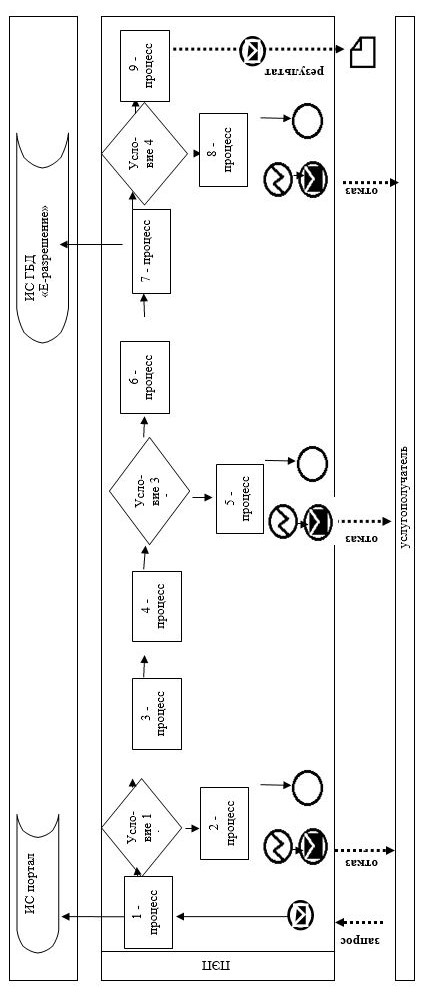 ИС портал
ИС ГБД
«Е-разрешение»
ПЭП
1 -
процесс
Усло-
вие 1
2 -
процесс
3 -
процесс
4 -
процесс
Усло-
вие 3
5 -
процесс
6 -
процесс
7 - процесс
Усло-
вие 4
8 -
процесс
9 -
процесс
запрос
отказ
отказ
отказ
результат
услугополучатель